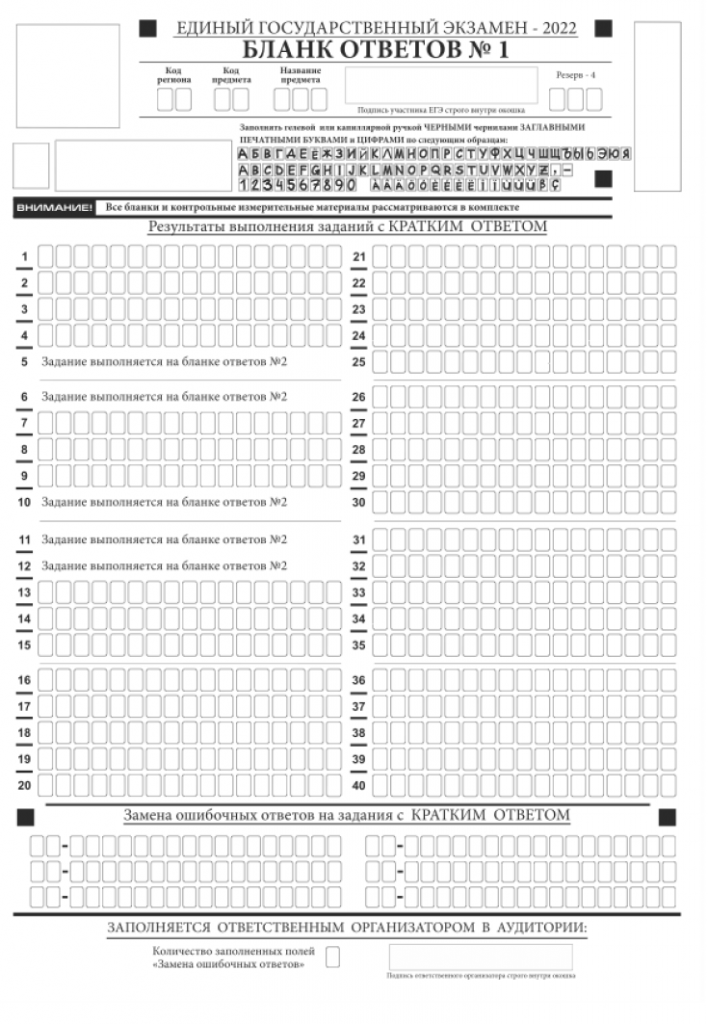 ЕДИНЫЙ ГОСУДАРСТВЕННЫЙ ЭКЗАМЕН - 2022
БЛАНК ОТВЕТОВ № 1
Код региона
Код предмета
Название предмета
Резерв - 4
Подпись участника ЕГЭ строго внутри окошка
Заполнять гелевой или капиллярной ручкой ЧЕРНЫМИ чернилами ЗАГЛАВНЫМИ
ПЕЧАТНЫМИ БУКВАМИ и ЦИФРАМИ по следующим образцам:
АБВГДЕЁЖЗИЙКЛМНОПРСТУФХЦЧШЩЪЫЬЭЮЯ
ABCDEFGHIJKLMNOPQRSTUVWXYZ,-
1234567890
ВНИМАНИЕ! Все бланки и контрольные измерительные материалы рассматриваются в комплекте
Результаты выполнения заданий с КРАТКИМ ОТВЕТОМ
1 21
2 22
3 23
4 24
5 Задание выполняется на бланке ответов №2 25
6 Задание выполняется на бланке ответов №2 26
7 27
8 28
9 29
10 Задание выполняется на бланке ответов №2 30
11 Задание выполняется на бланке ответов №2 31
12 Задание выполняется на бланке ответов №2 32
13 33
14 34
15 35
16 36
17 37
18 38
19 39
20 40
Замена ошибочных ответов на задания с КРАТКИМ ОТВЕТОМ
- -
- -
- -
ЗАПОЛНЯЕТСЯ ОТВЕТСТВЕННЫМ ОРГАНИЗАТОРОМ В АУДИТОРИИ:
Количество заполненных полей
«Замена ошибочных ответов»
Подпись ответственного организатора строго внутри окошка